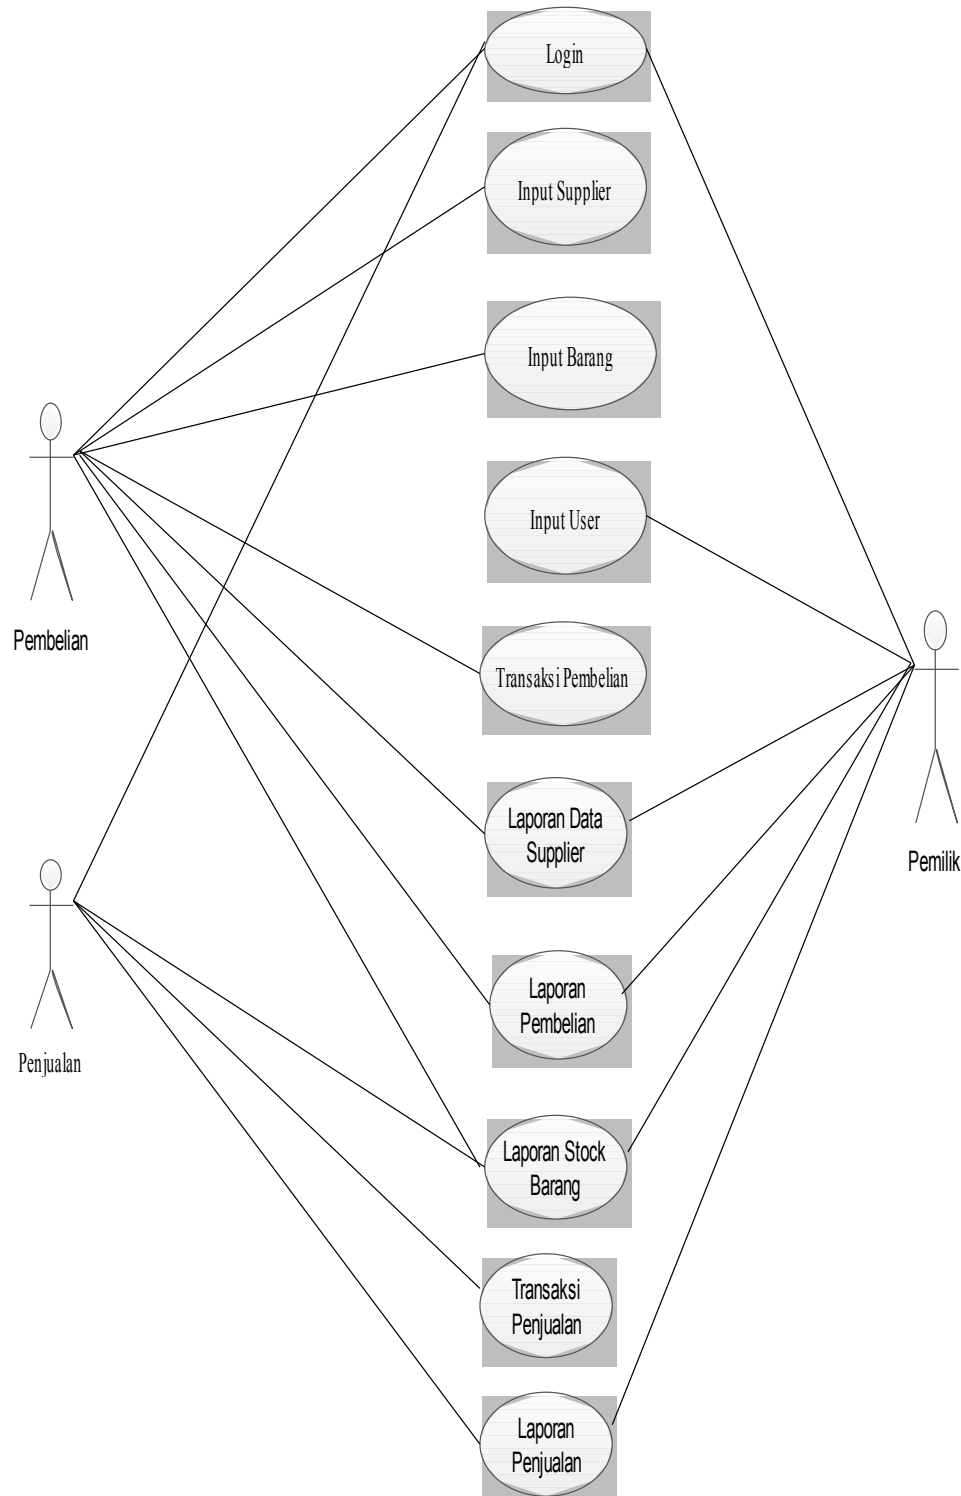 Login
Input Supplier
Input Barang
Input User
Pembelian
Transaksi Pembelian
Laporan Data
Supplier
Pemilik
Laporan
Pembelian
Penjualan
Laporan Stock
Barang
Transaksi
Penjualan
Laporan
Penjualan